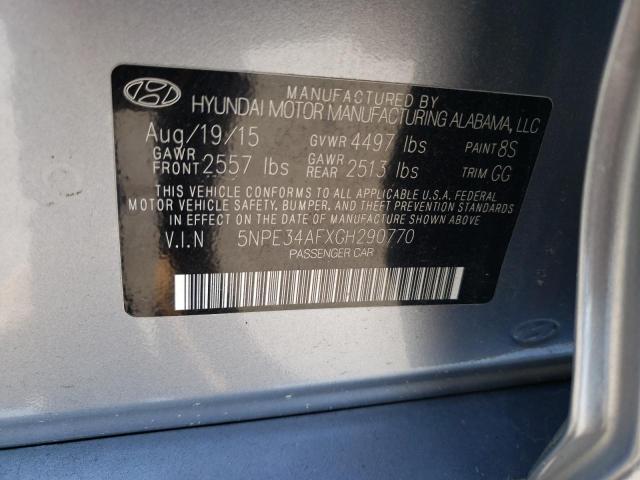 MANUFACTURED BY
HYUNDAI MOTOR MANUFACTURING ALABAMA, LLC
Aug/19/15 GVWR 4497 lbs PAINT 8S
GAWR FRONT 2557 lbs GAWR REAR 2513 lbs TRIM GG
THIS VEHICLE CONFORMS TO ALL APPLICABLE U.S.A. FEDERAL
MOTOR VEHICLE SAFETY, BUMPER, AND THEFT PREVENTION STANDARDS
IN EFFECT ON THE DATE OF MANUFACTURE SHOWN ABOVE
V.I.N 5NPE34AFXGH290770
PASSENGER CAR